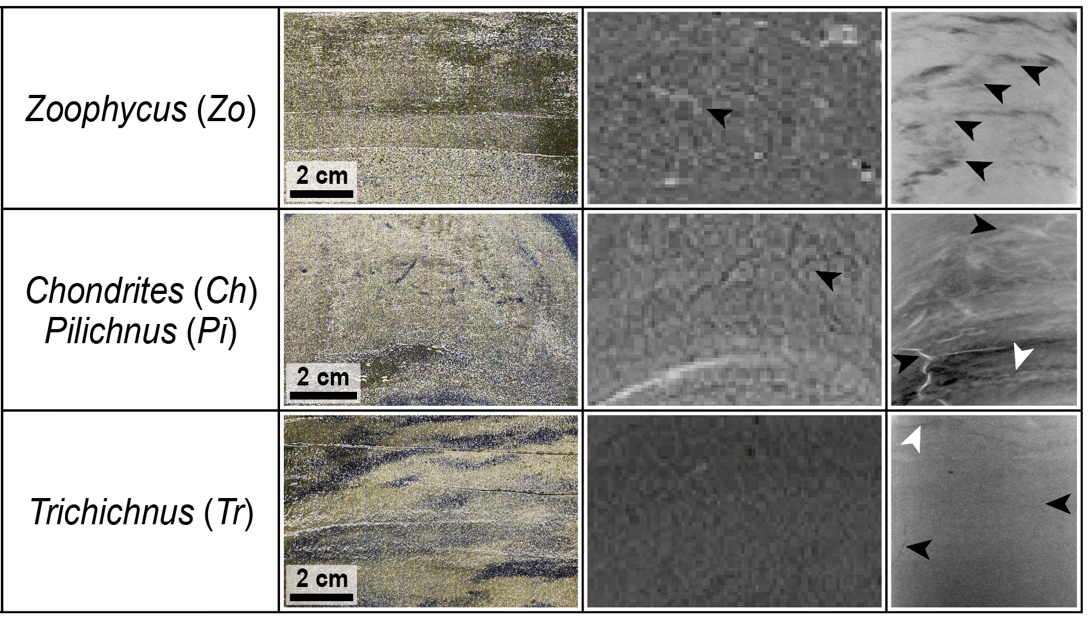 Zoophycus (Zo)
2 cm
Chondrites (Ch)
Pilichnus (Pi)
2 cm
Trichichnus (Tr)
2 cm